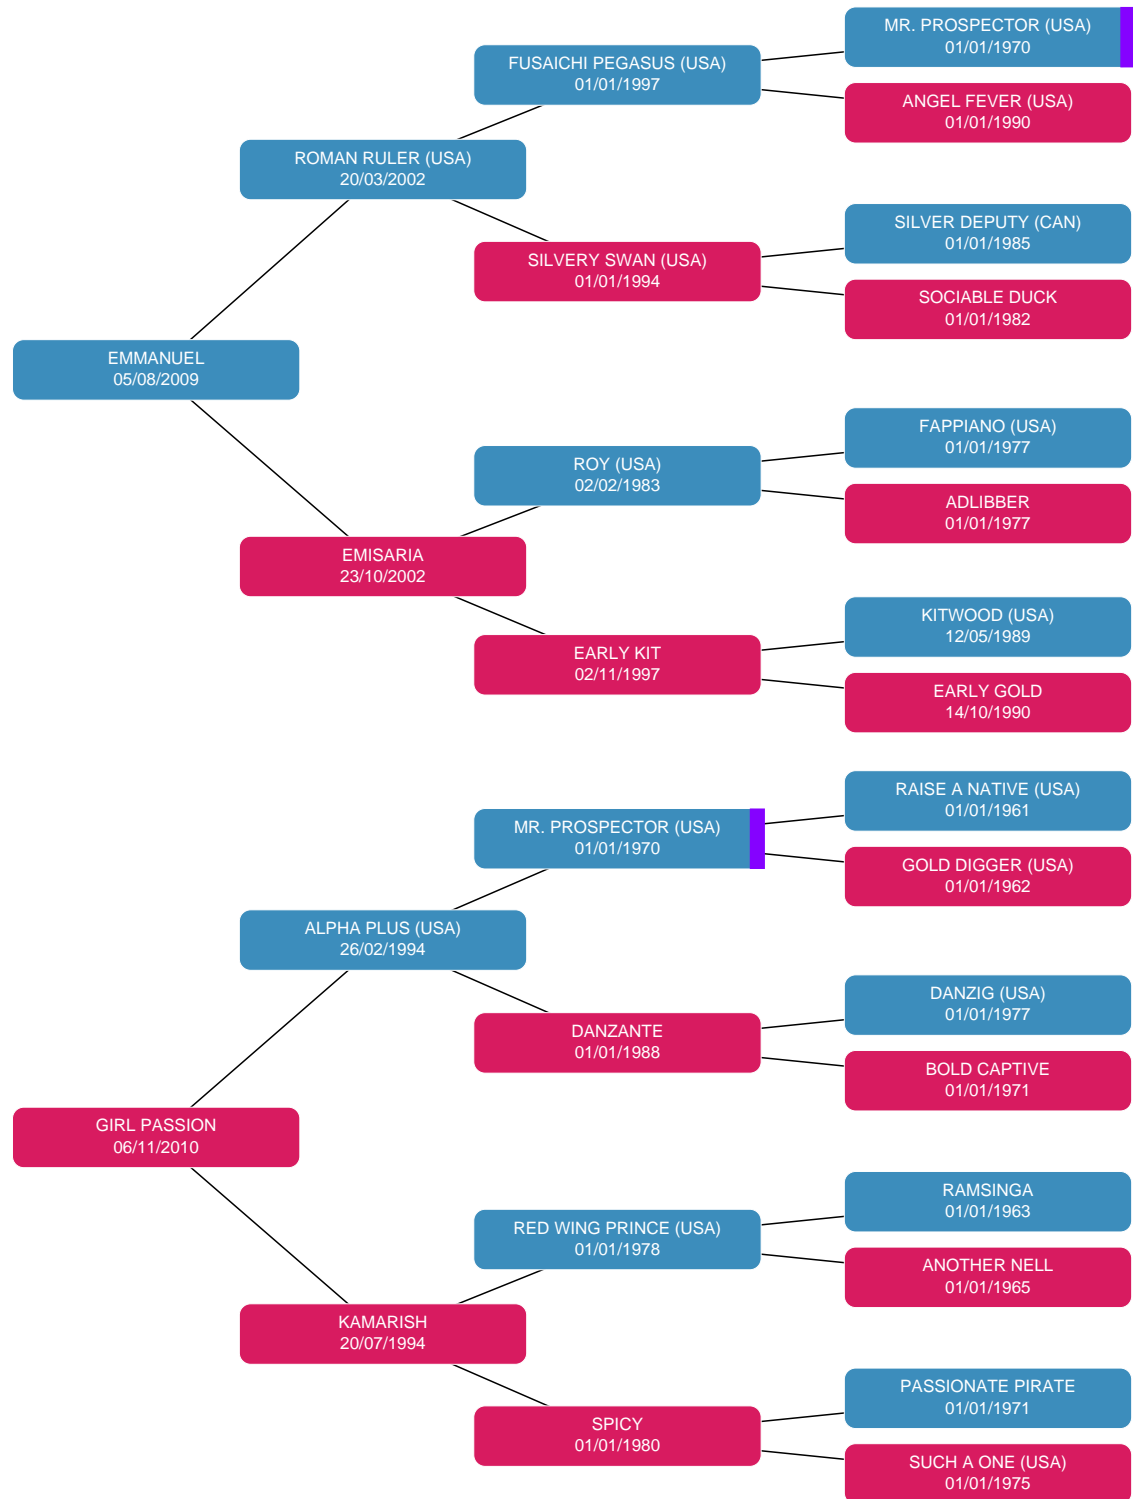 MR. PROSPECTOR (USA)
01/01/1970
FUSAICHI PEGASUS (USA)
01/01/1997
ANGEL FEVER (USA)
01/01/1990
ROMAN RULER (USA)
20/03/2002
SILVER DEPUTY (CAN)
01/01/1985
SILVERY SWAN (USA)
01/01/1994
SOCIABLE DUCK
01/01/1982
EMMANUEL
05/08/2009
FAPPIANO (USA)
01/01/1977
ROY (USA)
02/02/1983
ADLIBBER
01/01/1977
EMISARIA
23/10/2002
KITWOOD (USA)
12/05/1989
EARLY KIT
02/11/1997
EARLY GOLD
14/10/1990
RAISE A NATIVE (USA)
01/01/1961
MR. PROSPECTOR (USA)
01/01/1970
GOLD DIGGER (USA)
01/01/1962
ALPHA PLUS (USA)
26/02/1994
DANZIG (USA)
01/01/1977
DANZANTE
01/01/1988
BOLD CAPTIVE
01/01/1971
GIRL PASSION
06/11/2010
RAMSINGA
01/01/1963
RED WING PRINCE (USA)
01/01/1978
ANOTHER NELL
01/01/1965
KAMARISH
20/07/1994
PASSIONATE PIRATE
01/01/1971
SPICY
01/01/1980
SUCH A ONE (USA)
01/01/1975